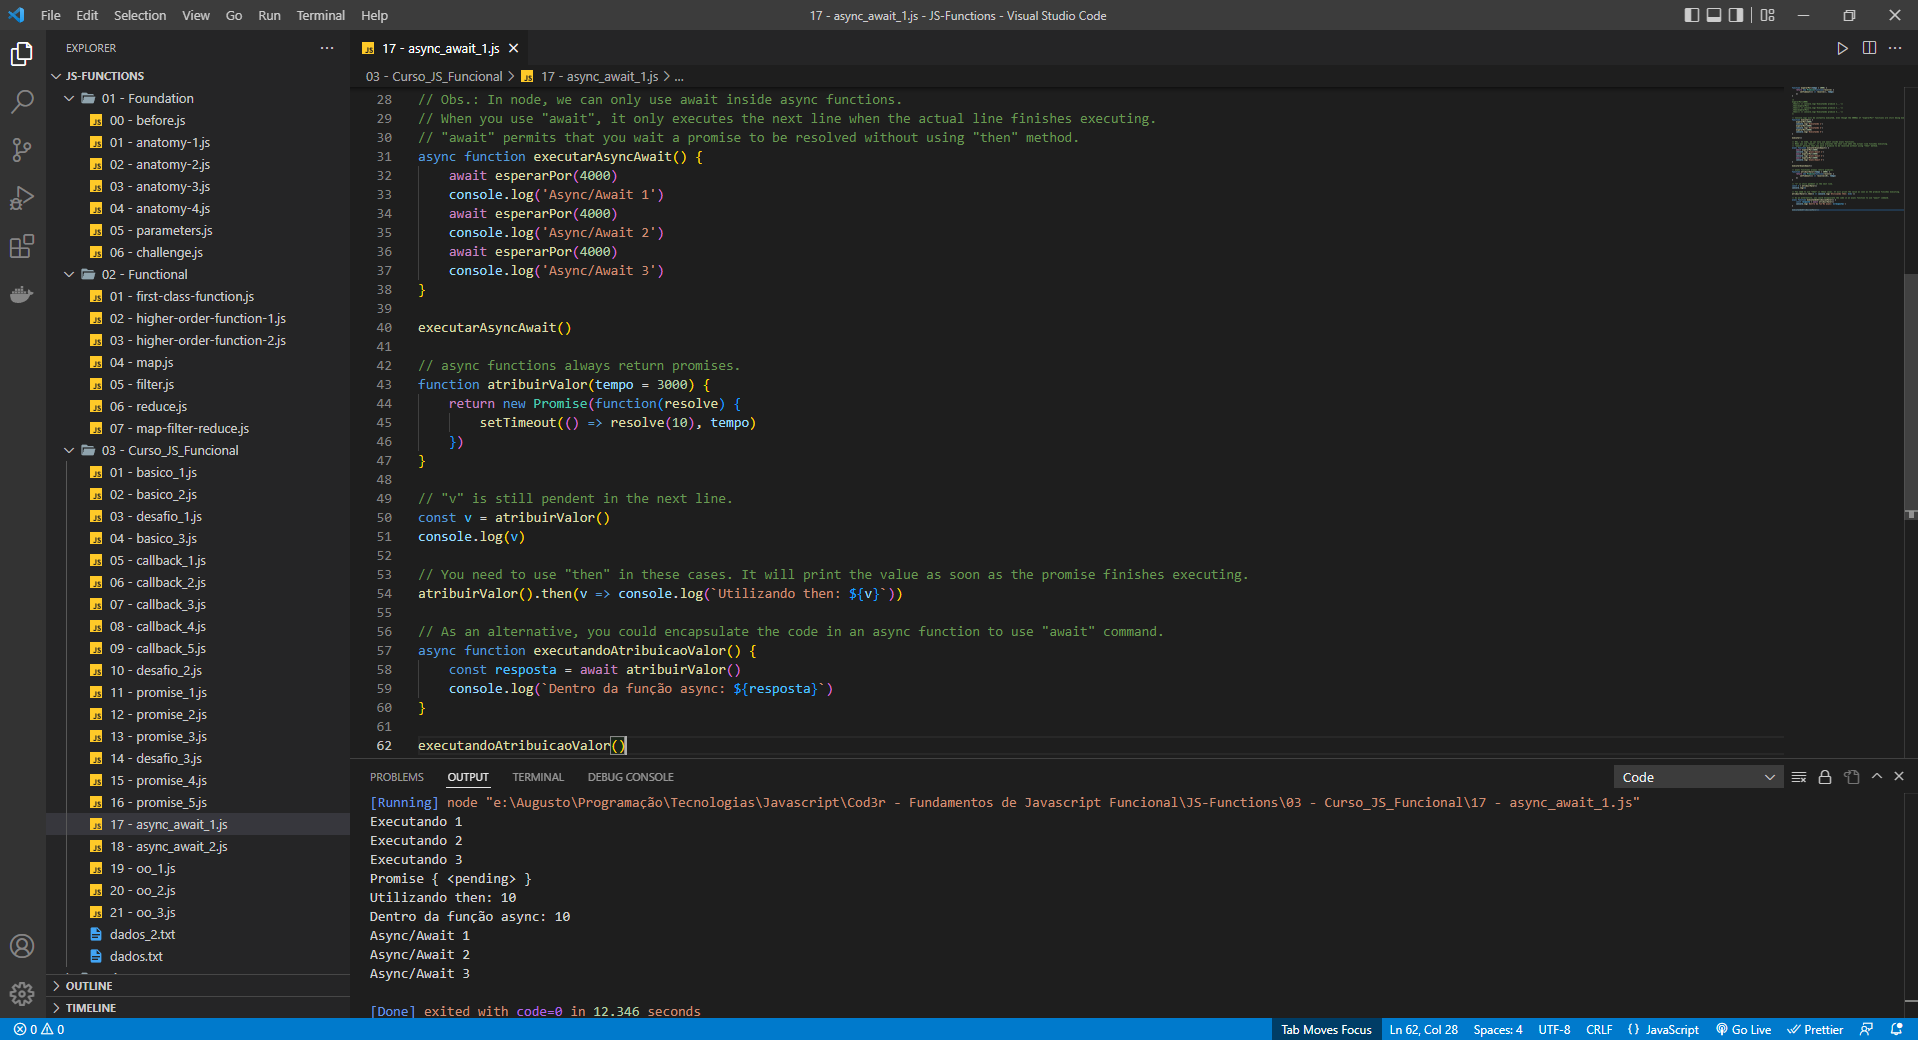 File Edit Selection View Go Run Terminal Help
17 - async_await_1.js - JS-Functions - Visual Studio Code
EXPLORER
JS-FUNCTIONS
01 - Foundation
00 - before.js
01 - anatomy-1.js
02 - anatomy-2.js
03 - anatomy-3.js
04 - anatomy-4.js
05 - parameters.js
06 - challenge.js
02 - Functional
01 - first-class-function.js
02 - higher-order-function-1.js
03 - higher-order-function-2.js
04 - map.js
05 - filter.js
06 - reduce.js
07 - map-filter-reduce.js
03 - Curso_JS_Funcional
01 - basico_1.js
02 - basico_2.js
03 - desafio_1.js
04 - basico_3.js
05 - callback_1.js
06 - callback_2.js
07 - callback_3.js
08 - callback_4.js
09 - callback_5.js
10 - desafio_2.js
11 - promise_1.js
12 - promise_2.js
13 - promise_3.js
14 - desafio_3.js
15 - promise_4.js
16 - promise_5.js
17 - async_await_1.js
18 - async_await_2.js
19 - oo_1.js
20 - oo_2.js
21 - oo_3.js
dados_2.txt
dados.txt
OUTLINE
TIMELINE
17 - async_await_1.js
03 - Curso_JS_Funcional > 17 - async_await_1.js > ...
28 // Obs.: In node, we can only use await inside async functions.
29 // When you use "await", it only executes the next line when the actual line finishes executing.
30 // "await" permits that you wait a promise to be resolved without using "then" method.
31 async function executarAsyncAwait() {
32 await esperarPor(4000)
33 console.log('Async/Await 1')
34 await esperarPor(4000)
35 console.log('Async/Await 2')
36 await esperarPor(4000)
37 console.log('Async/Await 3')
38 }
39
40 executarAsyncAwait()
41
42 // async functions always return promises.
43 function atribuirValor(tempo = 3000) {
44 return new Promise(function(resolve) {
45 setTimeout(() => resolve(10), tempo)
46 })
47 }
48
49 // "v" is still pendent in the next line.
50 const v = atribuirValor()
51 console.log(v)
52
53 // You need to use "then" in these cases. It will print the value as soon as the promise finishes executing.
54 atribuirValor().then(v => console.log(`Utilizando then: ${v}`))
55
56 // As an alternative, you could encapsulate the code in an async function to use "await" command.
57 async function executandoAtribuicaoValor() {
58 const resposta = await atribuirValor()
59 console.log(`Dentro da função async: ${resposta}`)
60 }
61
62 executandoAtribuicaoValor()
PROBLEMS OUTPUT TERMINAL DEBUG CONSOLE
Code
[Running] node "e:\Augusto\Programação\Tecnologias\Javascript\Cod3r - Fundamentos de Javascript Funcional\JS-Functions\03 - Curso_JS_Funcional\17 - async_await_1.js"
Executando 1
Executando 2
Executando 3
Promise { <pending> }
Utilizando then: 10
Dentro da função async: 10
Async/Await 1
Async/Await 2
Async/Await 3
[Done] exited with code=0 in 12.346 seconds
0 0
Tab Moves Focus Ln 62, Col 28 Spaces: 4 UTF-8 CRLF {} JavaScript Go Live Prettier